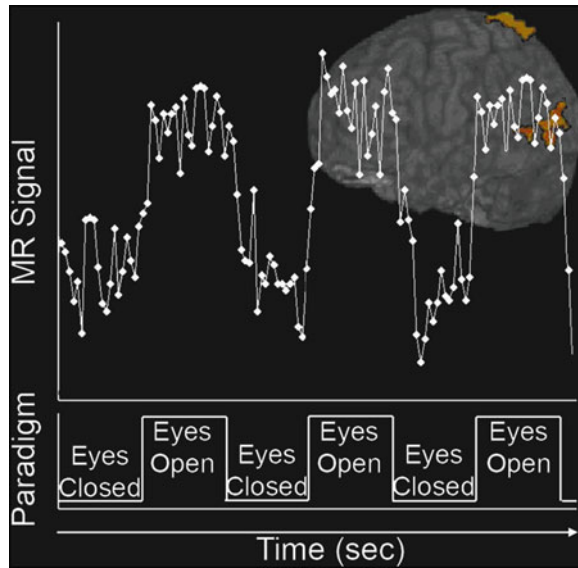 MR Signal
Paradigm
Eyes
Closed
Eyes
Open
Eyes
Closed
Eyes
Open
Eyes
Closed
Eyes
Open
Time (sec)